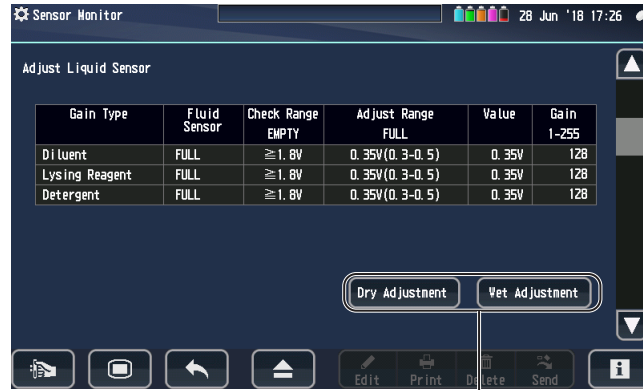 Sensor Monitor
28 Jun '18 17:26
Adjust Liquid Sensor
Gain Type Fluid Sensor Check Range EMPTY Adjust Range FULL Value Gain 1-255
Diluent FULL ≧1.8V 0.35V(0.3-0.5) 0.35V 128
Lysing Reagent FULL ≧1.8V 0.35V(0.3-0.5) 0.35V 128
Detergent FULL ≧1.8V 0.35V(0.3-0.5) 0.35V 128
Dry Adjustment Wet Adjustment
Edit Print Delete Send